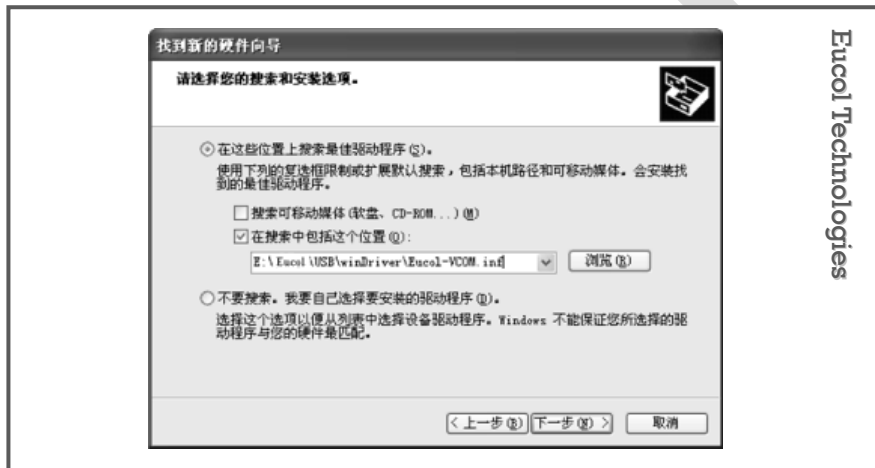 找到新的硬件向导
请选择您的搜索和安装选项。
在这些位置上搜索最佳驱动程序(S)。
使用下列的复选框限制或扩展默认搜索,包括本机路径和可移动媒体。会安装找
到的最佳驱动程序。
搜索可移动媒体(软盘、CD-ROM...)(M)
在搜索中包括这个位置(O):
E:\Eucol\USB\winDriver\Eucol-VCOM.inf
浏览(R)
不要搜索。我要自己选择要安装的驱动程序(D)。
选择这个选项以便从列表中选择设备驱动程序。Windows 不能保证您所选择的驱
动程序与您的硬件最匹配。
< 上一步(B)
下一步(N) >
取消
Eucol Technologies